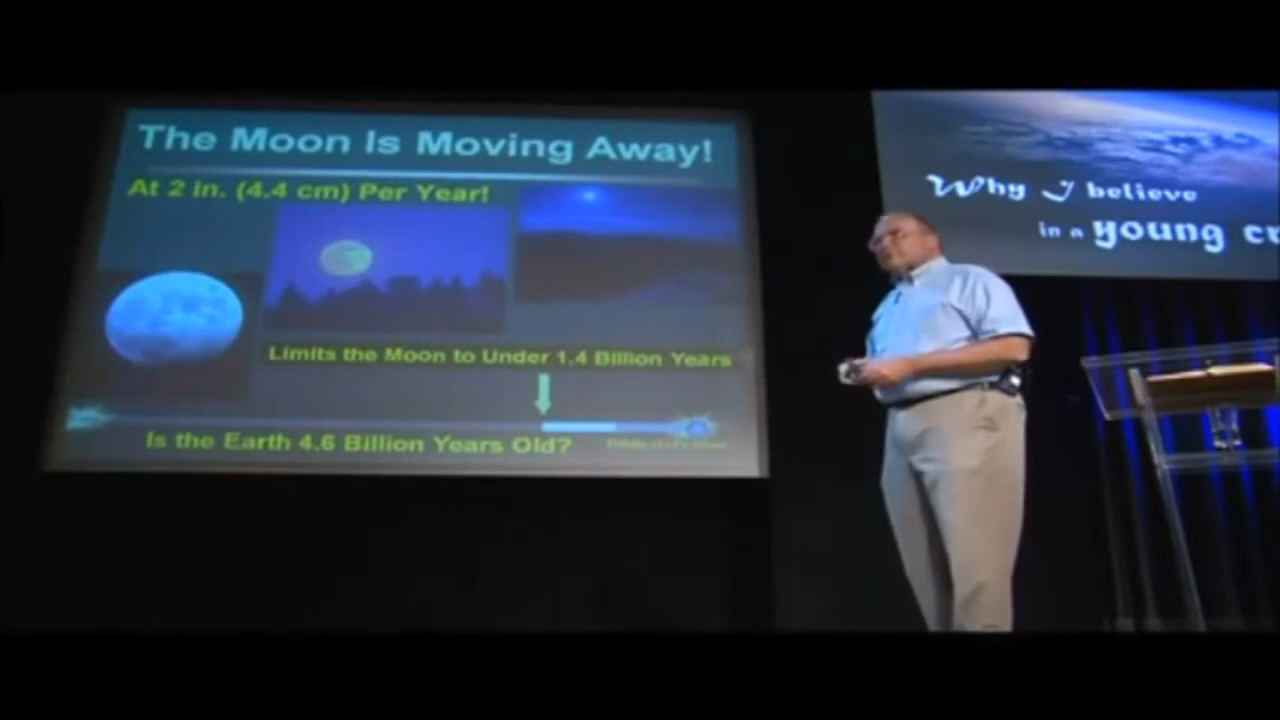 The Moon Is Moving Away!
At 2 in. (4.4 cm) Per Year!
Limits the Moon to Under 1.4 Billion Years
Is the Earth 4.6 Billion Years Old?
Why I believe
in a young cr